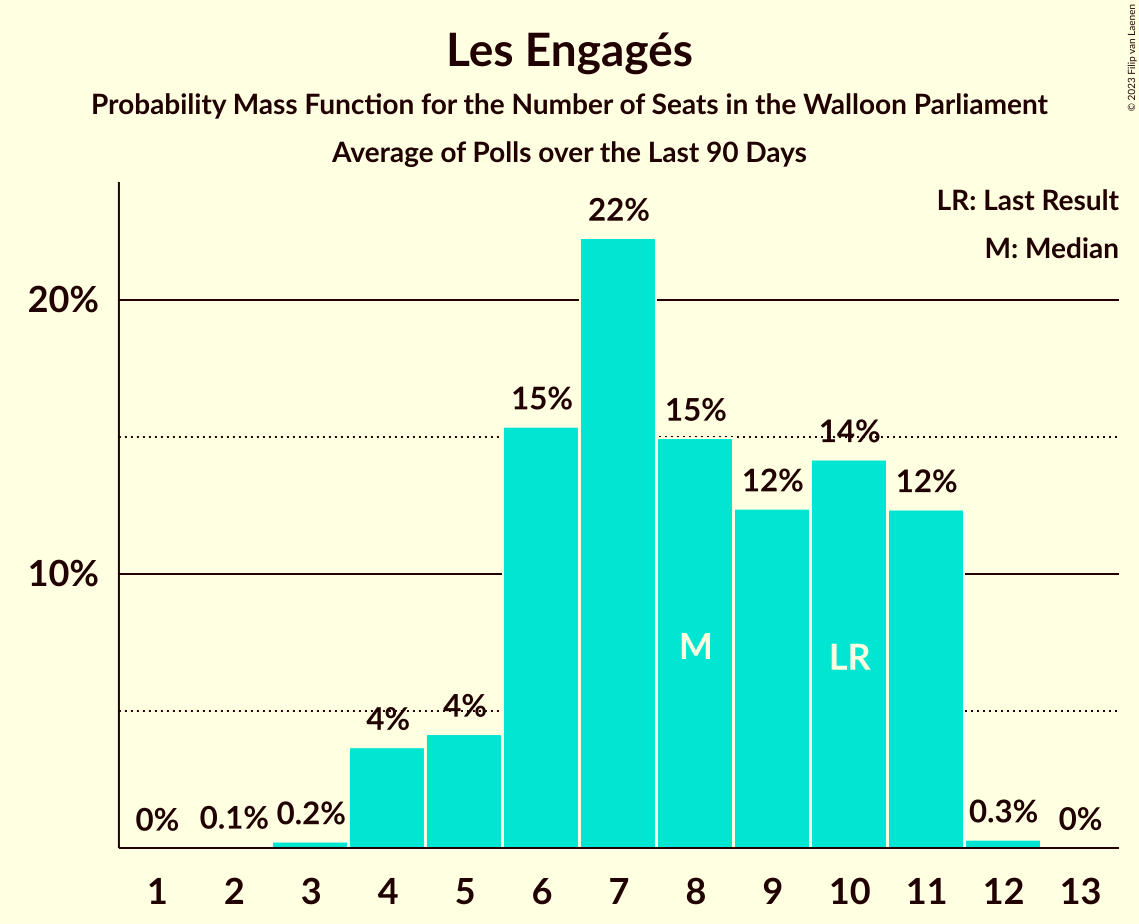 Les Engagés
Probability Mass Function for the Number of Seats in the Walloon Parliament
Average of Polls over the Last 90 Days
© 2023 Filip van Laenen
LR: Last Result
M: Median
22%
20%
15%
15%
14%
12%
12%
10%
M
LR
4%
4%
0%
0.1%
0.2%
0.3%
0%
1 2 3 4 5 6 7 8 9 10 11 12 13